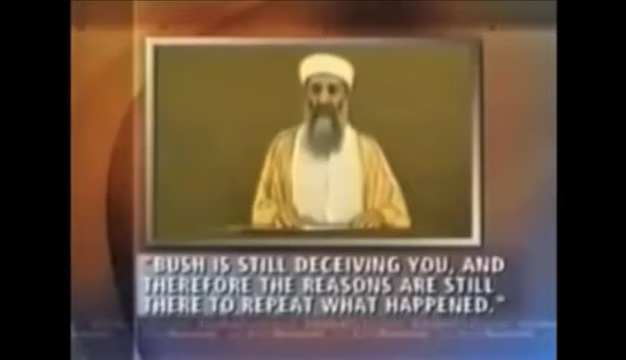 "BUSH IS STILL DECEIVING YOU, AND
THEREFORE THE REASONS ARE STILL
THERE TO REPEAT WHAT HAPPENED."